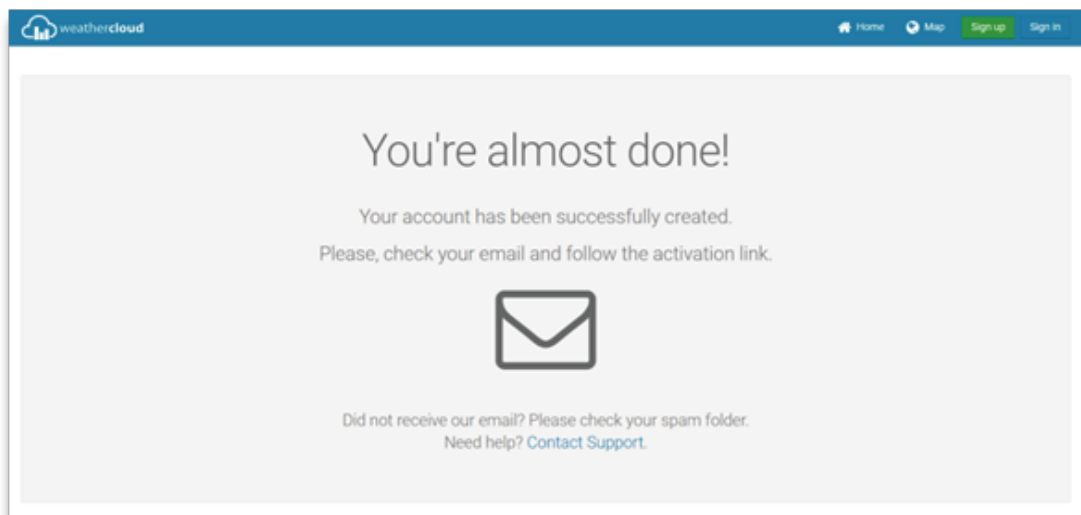 weathercloud
Home Map Sign up Sign in
You're almost done!
Your account has been successfully created.
Please, check your email and follow the activation link.
Did not receive our email? Please check your spam folder.
Need help? Contact Support.